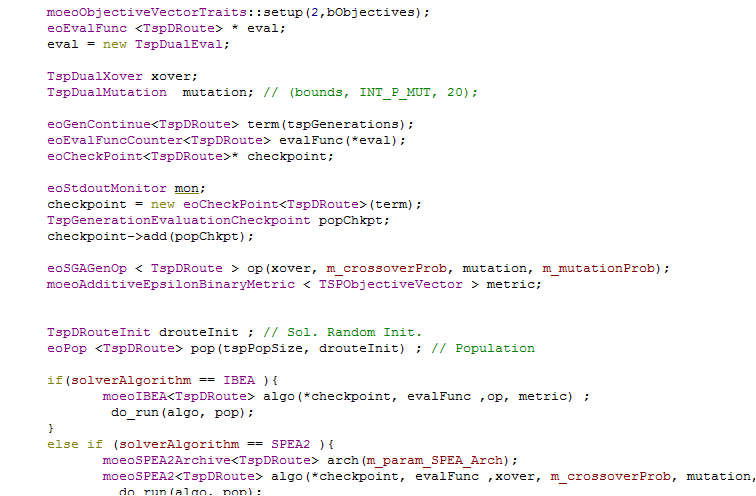 moeoObjectiveVectorTraits::setup(2,bObjectives);
eoEvalFunc <TspDRoute> * eval;
eval = new TspDualEval;
TspDualXover xover;
TspDualMutation  mutation; // (bounds, INT_P_MUT, 20);
eoGenContinue<TspDRoute> term(tspGenerations);
eoEvalFuncCounter<TspDRoute> evalFunc(*eval);
eoCheckPoint<TspDRoute>* checkpoint;
eoStdoutMonitor mon;
checkpoint = new eoCheckPoint<TspDRoute>(term);
TspGenerationEvaluationCheckpoint popChkpt;
checkpoint->add(popChkpt);
eoSGAGenOp < TspDRoute > op(xover, m_crossoverProb, mutation, m_mutationProb);
moeoAdditiveEpsilonBinaryMetric < TSPObjectiveVector > metric;
TspDRouteInit drouteInit ; // Sol. Random Init.
eoPop <TspDRoute> pop(tspPopSize, drouteInit) ; // Population
if(solverAlgorithm == IBEA ){
moeoIBEA<TspDRoute> algo(*checkpoint, evalFunc ,op, metric) ;
do_run(algo, pop);
}
else if (solverAlgorithm == SPEA2 ){
moeoSPEA2Archive<TspDRoute> arch(m_param_SPEA_Arch);
moeoSPEA2<TspDRoute> algo(*checkpoint, evalFunc ,xover, m_crossoverProb, mutation,
do_run(algo, pop);